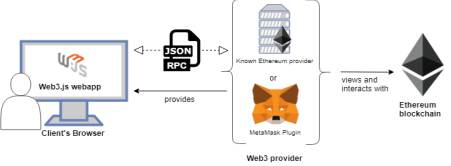 W3JS
Web3.js webapp
Client's Browser
JSON
RPC
provides
Known Ethereum provider
or
MetaMask Plugin
Web3 provider
views and
interacts with
Ethereum
blockchain